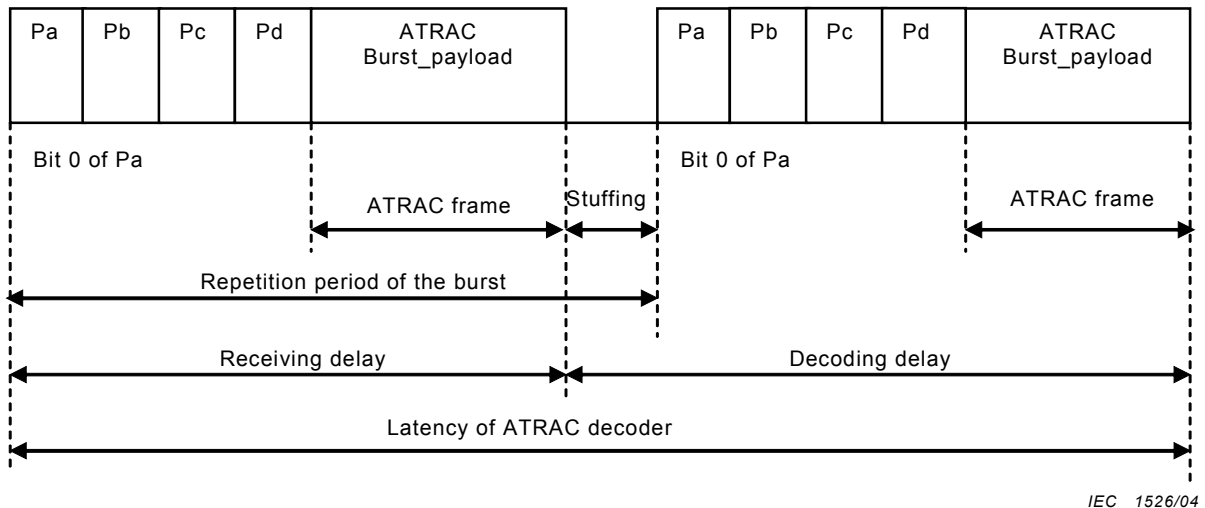 Pa Pb Pc Pd ATRAC Burst_payload Pa Pb Pc Pd ATRAC Burst_payload
Bit 0 of Pa Bit 0 of Pa
ATRAC frame Stuffing ATRAC frame
Repetition period of the burst
Receiving delay Decoding delay
Latency of ATRAC decoder
IEC 1526/04